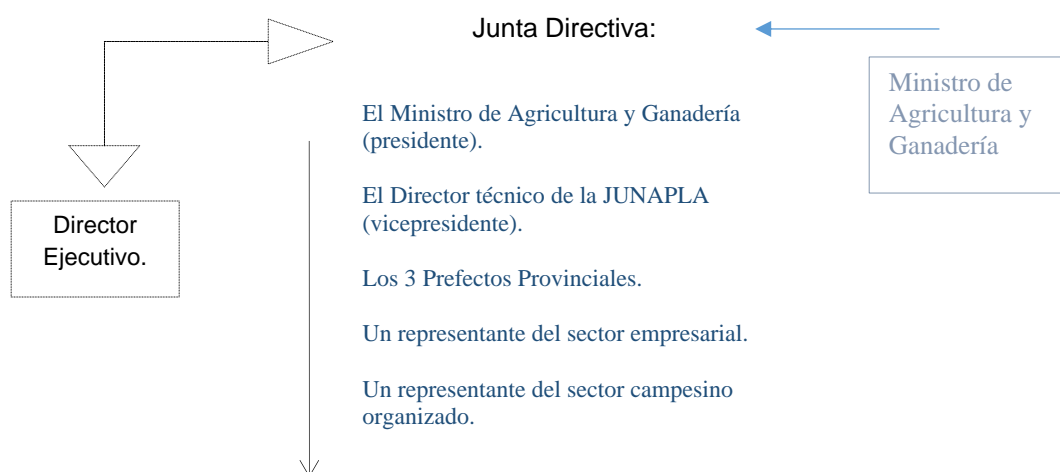 Junta Directiva:
Ministro de
Agricultura y
Ganadería
El Ministro de Agricultura y Ganadería
(presidente).
El Director técnico de la JUNAPLA
(vicepresidente).
Director
Ejecutivo.
Los 3 Prefectos Provinciales.
Un representante del sector empresarial.
Un representante del sector campesino
organizado.